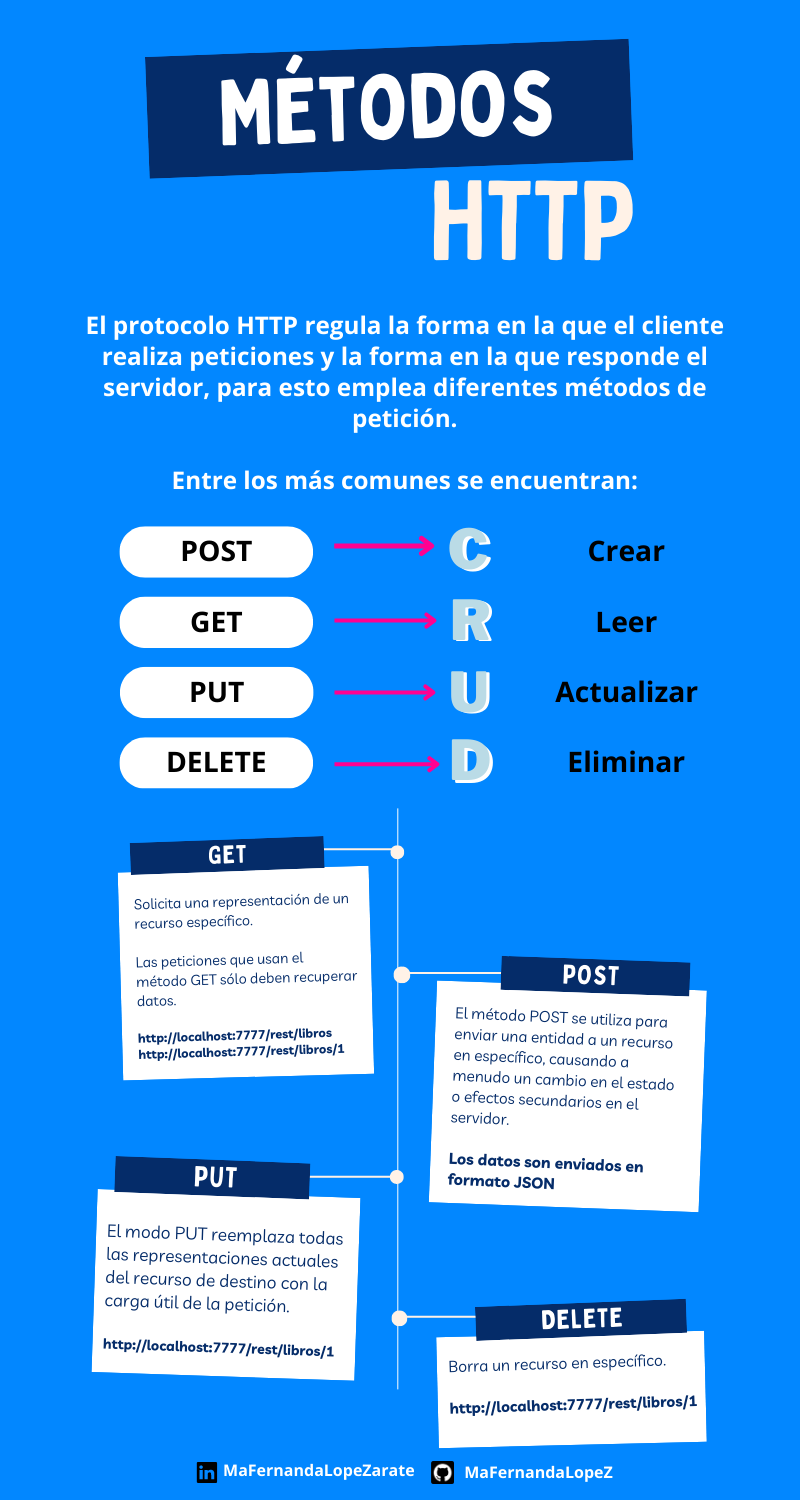 MÉTODOS
HTTP
El protocolo HTTP regula la forma en la que el cliente
realiza peticiones y la forma en la que responde el
servidor, para esto emplea diferentes métodos de
petición.
Entre los más comunes se encuentran:
POST C Crear
GET R Leer
PUT U Actualizar
DELETE D Eliminar
GET
Solicita una representación de un
recurso específico.
Las peticiones que usan el
método GET sólo deben recuperar
datos.
http://localhost:7777/rest/libros
http://localhost:7777/rest/libros/1
POST
El método POST se utiliza para
enviar una entidad a un recurso
en específico, causando a
menudo un cambio en el estado
o efectos secundarios en el
servidor.
Los datos son enviados en
formato JSON
PUT
El modo PUT reemplaza todas
las representaciones actuales
del recurso de destino con la
carga útil de la petición.
http://localhost:7777/rest/libros/1
DELETE
Borra un recurso en específico.
http://localhost:7777/rest/libros/1
in MaFernandaLopeZarate MaFernandaLopeZ